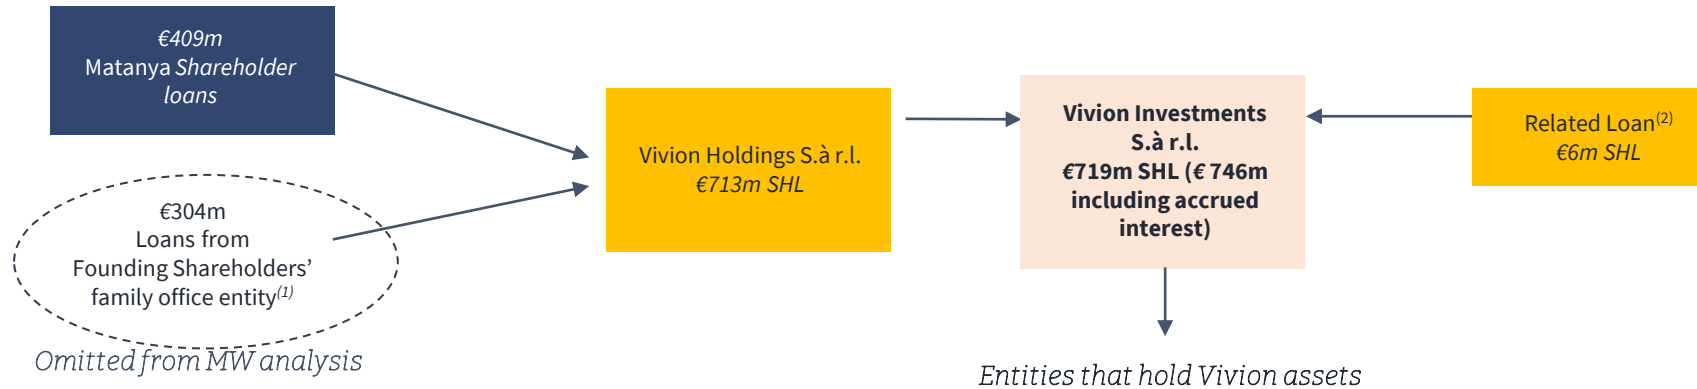 €409m
Matanya Shareholder
loans
€304m
Loans from
Founding Shareholders’
family office entity(1)
Omitted from MW analysis
Vivion Holdings S.à r.l.
€713m SHL
Vivion Investments
S.à r.l.
€719m SHL (€ 746m
including accrued
interest)
Entities that hold Vivion assets
Related Loan(2)
€6m SHL